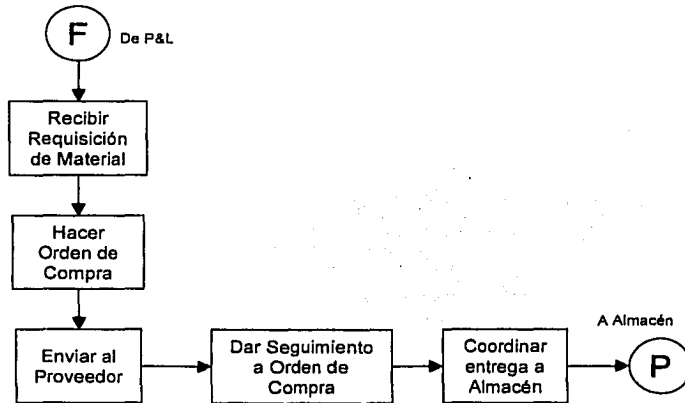 F
De P&L
Recibir
Requisición
de Material
Hacer
Orden de
Compra
Enviar al
Proveedor
Dar Seguimiento
a Orden de
Compra
Coordinar
entrega a
Almacén
A Almacén
P